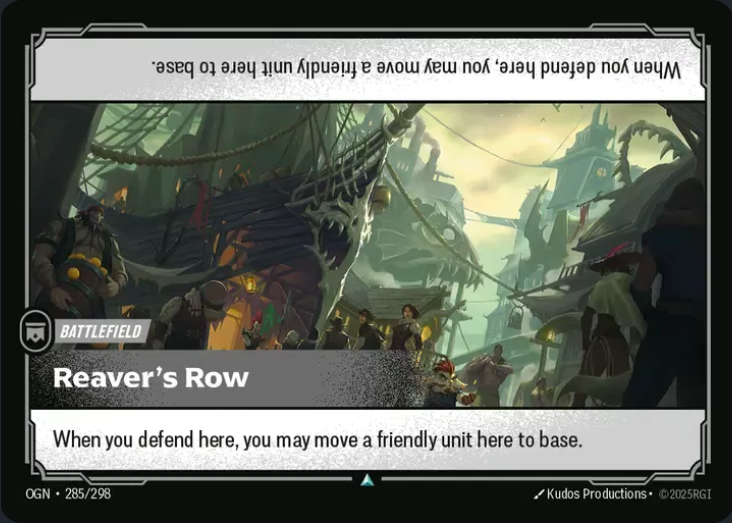 When you defend here, you may move a friendly unit here to base.
BATTLEFIELD
Reaver's Row
When you defend here, you may move a friendly unit here to base.
OGN • 285/298
Kudos Productions • ©2025RGI